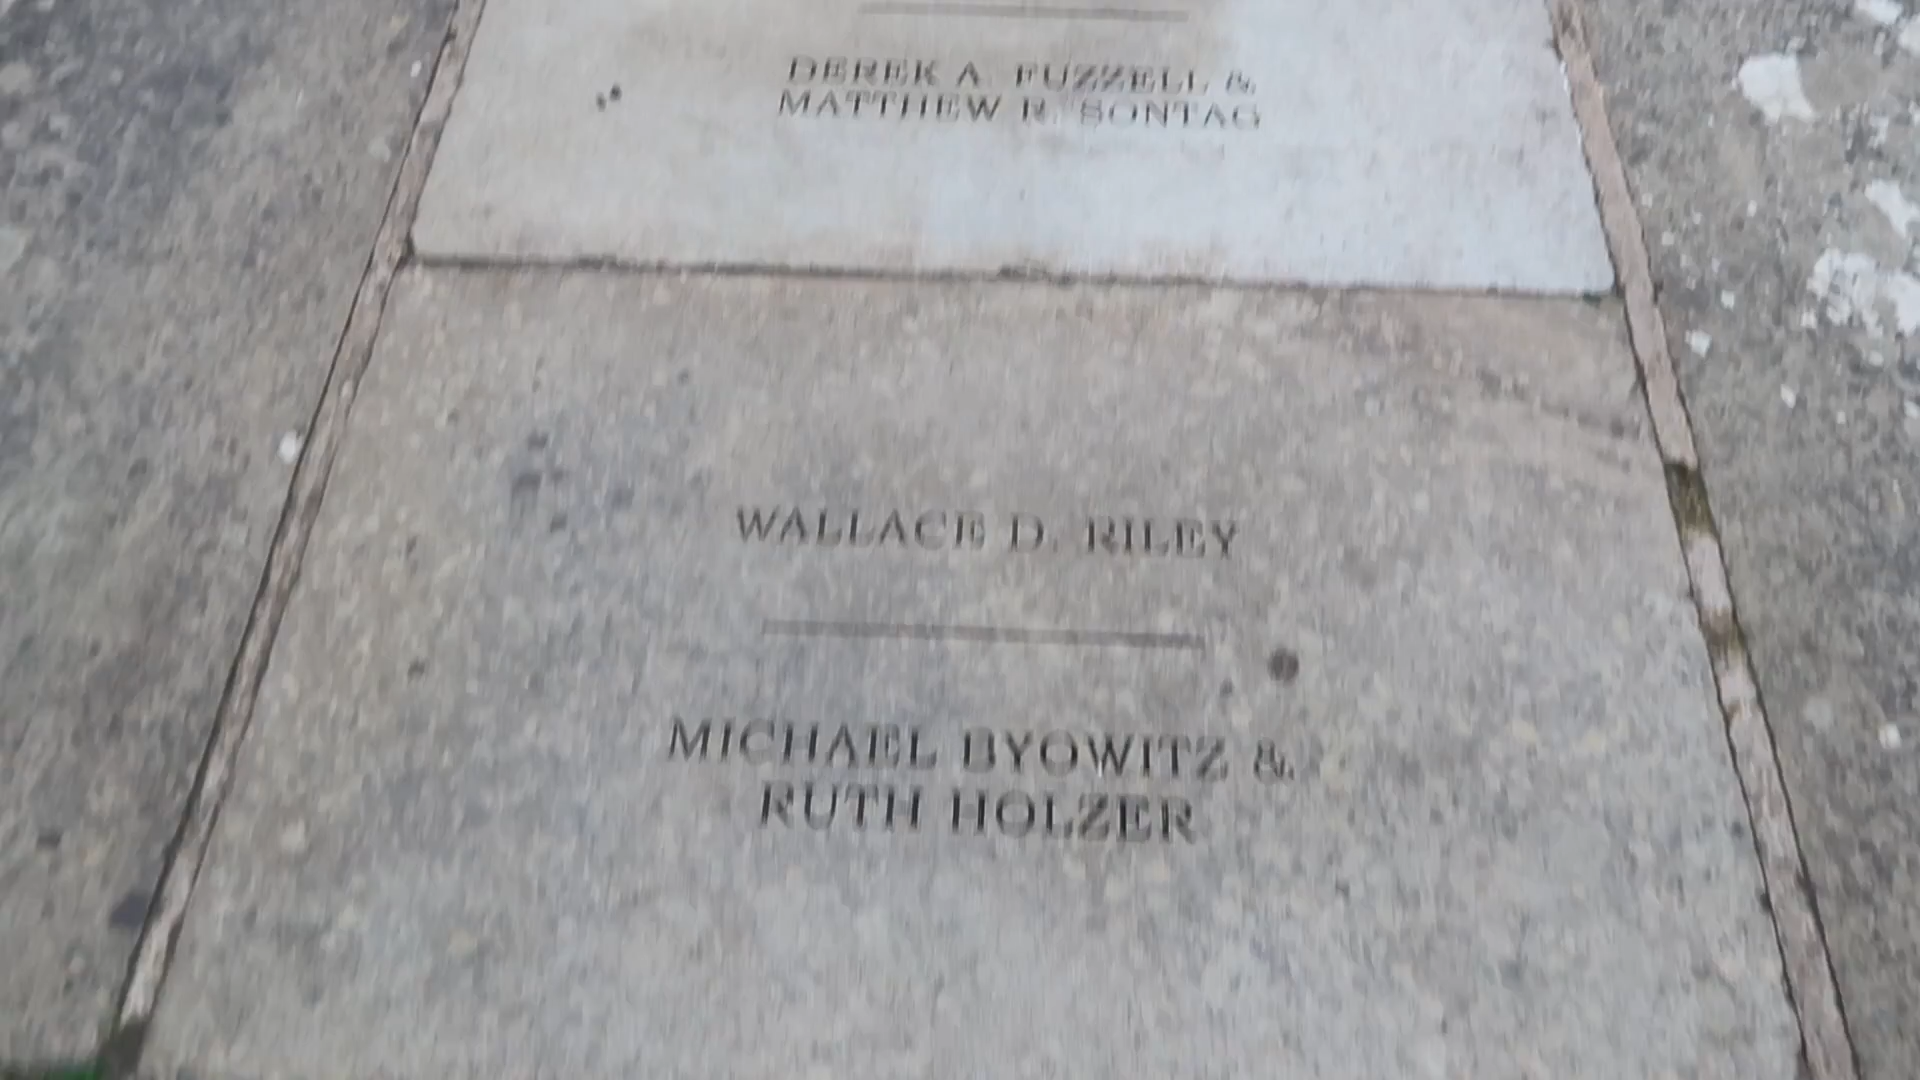 DEREK A. FUZZELL &
MATTHEW R. SONTAG
WALLACE D. RILEY
MICHAEL BYOWITZ &
RUTH HOLZER